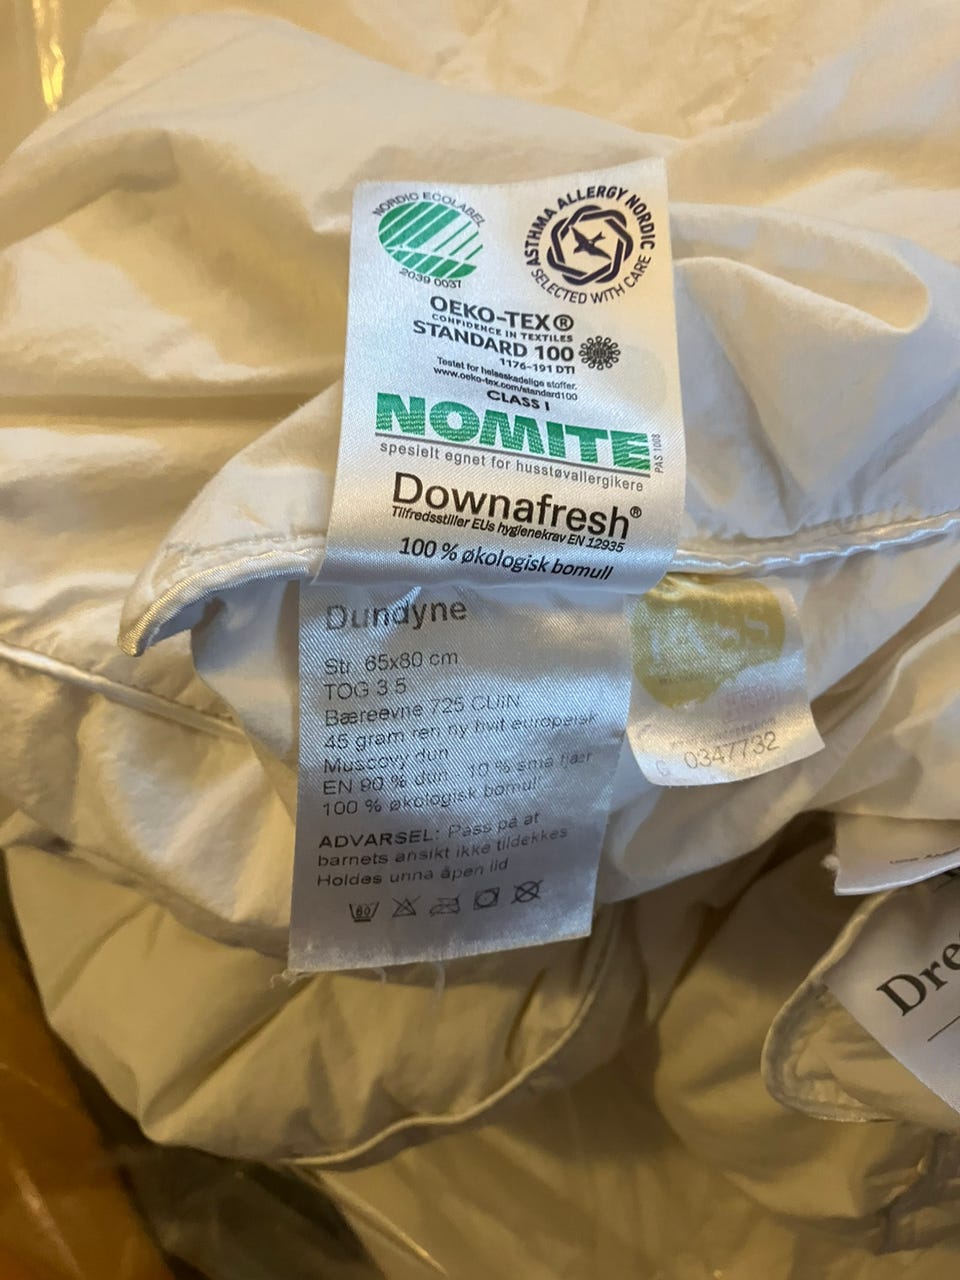 NORDIC ECOLABEL
2039 0037
ASTHMA ALLERGY NORDIC
SELECTED WITH CARE
OEKO-TEX®
CONFIDENCE IN TEXTILES
STANDARD 100
1176-191 DTI
Testet for helseskadelige stoffer.
www.oeko-tex.com/standard100
CLASS I
NOMITE
PAS 1008
spesielt egnet for husstøvallergikere
Downafresh®
Tilfredsstiller EUs hygienekrav EN 12935
100 % økologisk bomull
Dundyne
Str. 65x80 cm
TOG 3.5
Bæreevne 725 CUIN
45 gram ren ny hvit europeisk
Muscovy dun
EN 90 % dun - 10 % små fjær
100 % økologisk bomull
ADVARSEL: Pass på at
barnets ansikt ikke tildekkes
Holdes unna åpen ild
60
0347732
Dre